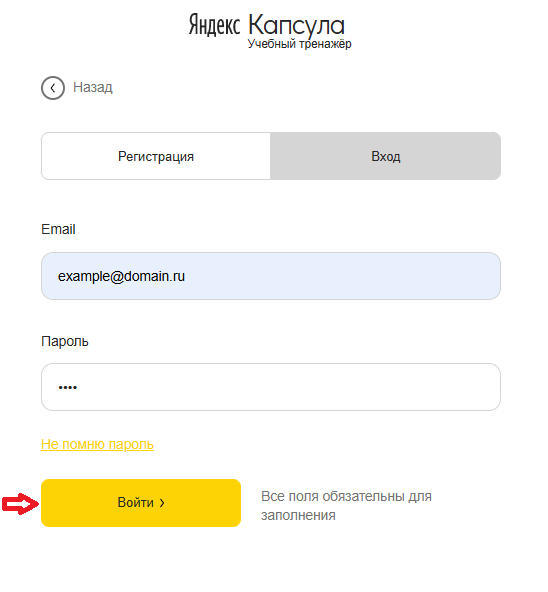 Яндекс Капсула
Учебный тренажёр
Назад
Регистрация
Вход
Email
example@domain.ru
Пароль
••••
Не помню пароль
Войти ›
Все поля обязательны для
заполнения